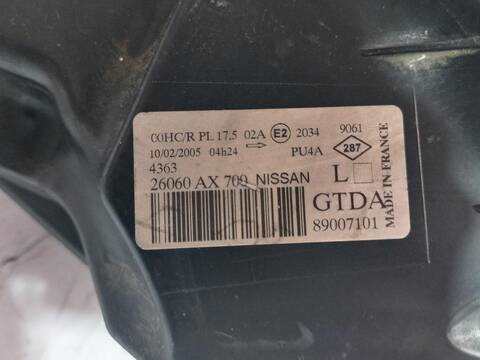 00HC/R PL 17.5 02A E2 2034 9061
10/02/2005 04h24 PU4A 287
4363
26060 AX 700 NISSAN L
GTDA
89007101
MADE IN FRANCE